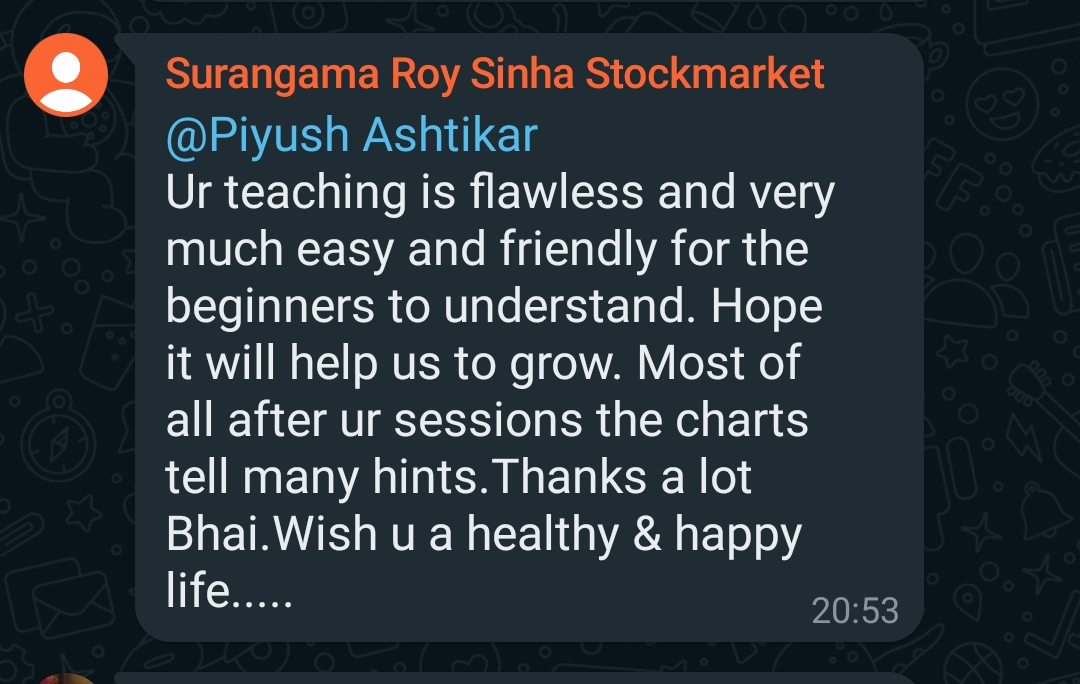 Surangama Roy Sinha Stockmarket
@Piyush Ashtikar
Ur teaching is flawless and very
much easy and friendly for the
beginners to understand. Hope
it will help us to grow. Most of
all after ur sessions the charts
tell many hints.Thanks a lot
Bhai.Wish u a healthy & happy
life.....
20:53